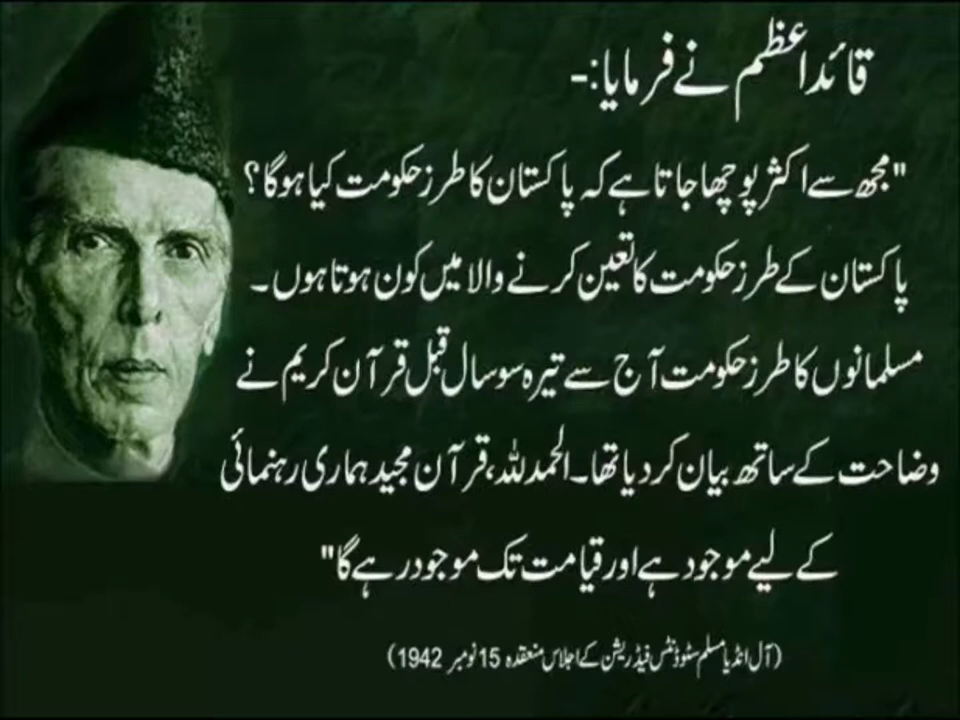 قائداعظم نے فرمایا:-
"مجھ سے اکثر پوچھا جاتا ہے کہ پاکستان کا طرز حکومت کیا ہوگا؟
پاکستان کے طرز حکومت کا تعین کرنے والا میں کون ہوتا ہوں۔
مسلمانوں کا طرز حکومت آج سے تیرہ سو سال قبل قرآن کریم نے
وضاحت کے ساتھ بیان کر دیا تھا۔ الحمدللہ، قرآن مجید ہماری رہنمائی
کے لیے موجود ہے اور قیامت تک موجود رہے گا"
(آل انڈیا مسلم سٹوڈنٹس فیڈریشن کے اجلاس منعقدہ 15 نومبر 1942)